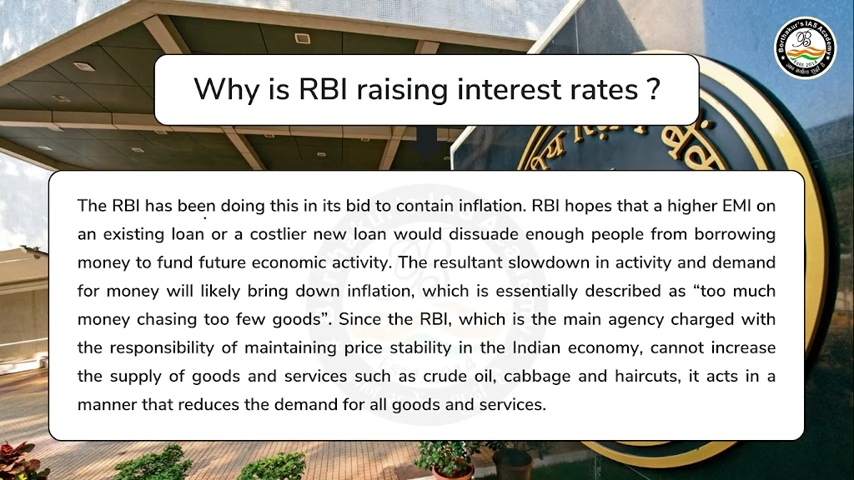 Why is RBI raising interest rates ?
Borthakur's IAS Academy
The RBI has been doing this in its bid to contain inflation. RBI hopes that a higher EMI on
an existing loan or a costlier new loan would dissuade enough people from borrowing
money to fund future economic activity. The resultant slowdown in activity and demand
for money will likely bring down inflation, which is essentially described as “too much
money chasing too few goods”. Since the RBI, which is the main agency charged with
the responsibility of maintaining price stability in the Indian economy, cannot increase
the supply of goods and services such as crude oil, cabbage and haircuts, it acts in a
manner that reduces the demand for all goods and services.